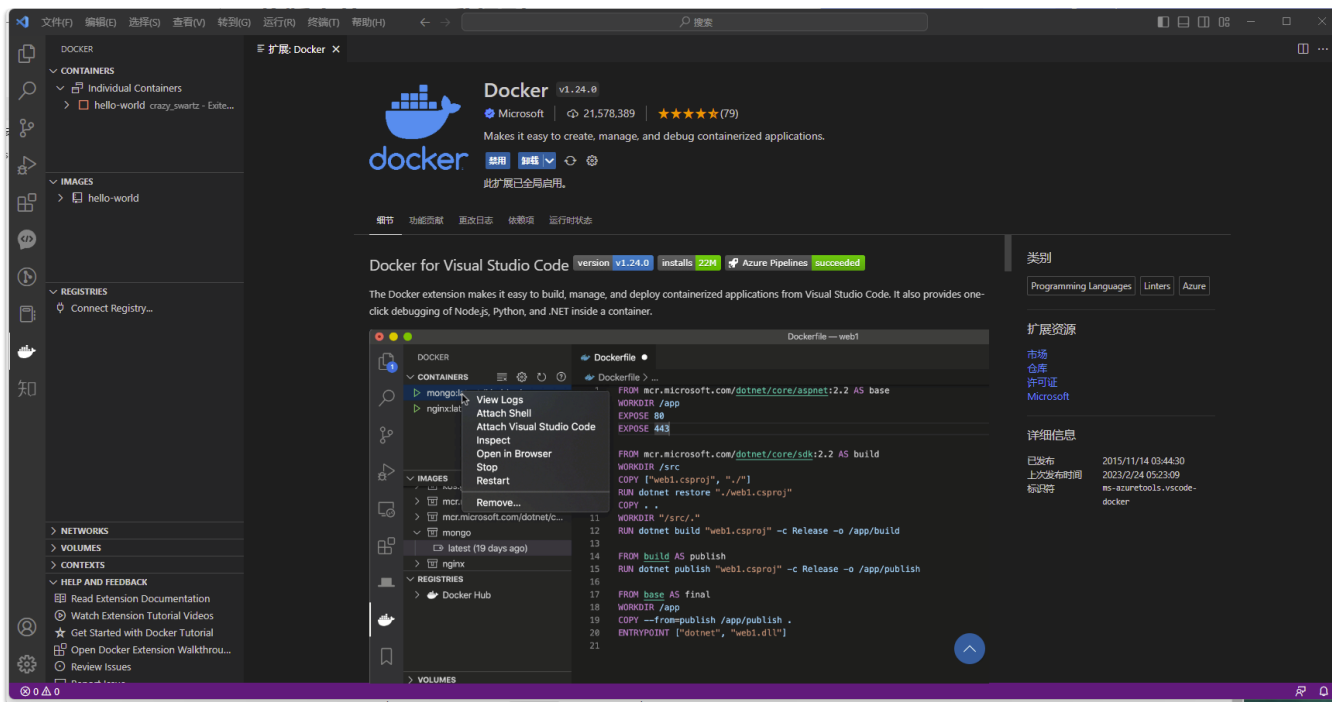 文件(F) 编辑(E) 选择(S) 查看(V) 转到(G) 运行(R) 终端(T) 帮助(H) 搜索
DOCKER
CONTAINERS
Individual Containers
hello-world crazy_swartz - Exite...
IMAGES
hello-world
REGISTRIES
Connect Registry...
NETWORKS
VOLUMES
CONTEXTS
HELP AND FEEDBACK
Read Extension Documentation
Watch Extension Tutorial Videos
Get Started with Docker Tutorial
Open Docker Extension Walkthrou...
Review Issues
知
0 0
扩展: Docker
docker
Docker v1.24.0
Microsoft 21,578,389 (79)
Makes it easy to create, manage, and debug containerized applications.
禁用 卸载
此扩展已全局启用。
细节 功能贡献 更改日志 依赖项 运行时状态
Docker for Visual Studio Code version v1.24.0 installs 22M Azure Pipelines succeeded
The Docker extension makes it easy to build, manage, and deploy containerized applications from Visual Studio Code. It also provides one-
click debugging of Node.js, Python, and .NET inside a container.
Dockerfile — web1
DOCKER
CONTAINERS
nginx:lat
View Logs
Attach Shell
Attach Visual Studio Code
Inspect
Open in Browser
Stop
Restart
Remove...
IMAGES
mcr.microsoft.com/dotnet/c...
mongo
latest (19 days ago)
nginx
REGISTRIES
Docker Hub
VOLUMES
1
Dockerfile
Dockerfile > ...
FROM mcr.microsoft.com/dotnet/core/aspnet:2.2 AS base
WORKDIR /app
EXPOSE 80
EXPOSE 443
FROM mcr.microsoft.com/dotnet/core/sdk:2.2 AS build
WORKDIR /src
COPY ["web1.csproj", "./"]
RUN dotnet restore "./web1.csproj"
COPY . .
11 WORKDIR "/src/."
12 RUN dotnet build "web1.csproj" -c Release -o /app/build
13
14 FROM build AS publish
15 RUN dotnet publish "web1.csproj" -c Release -o /app/publish
16
17 FROM base AS final
18 WORKDIR /app
19 COPY --from=publish /app/publish .
20 ENTRYPOINT ["dotnet", "web1.dll"]
21
类别
Programming Languages Linters Azure
扩展资源
市场
仓库
许可证
Microsoft
详细信息
已发布 2015/11/14 03:44:30
上次发布时间 2023/2/24 05:23:09
标识符 ms-azuretools.vscode-
docker